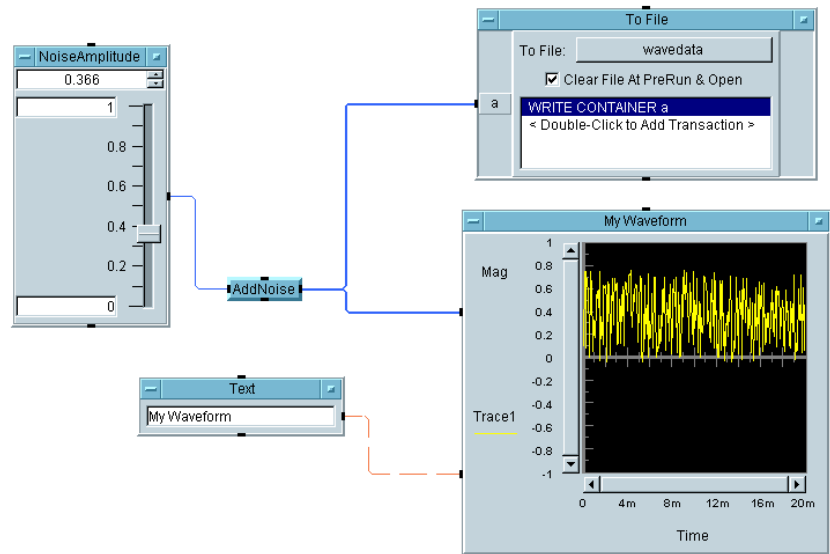 To File
NoiseAmplitude
0.366
To File: wavedata
Clear File At PreRun & Open
a
WRITE CONTAINER a
< Double-Click to Add Transaction >
1
0.8
0.6
0.4
0.2
0
AddNoise
My Waveform
Mag
1
0.8
0.6
0.4
0.2
0
-0.2
-0.4
-0.6
-0.8
-1
Trace1
0 4m 8m 12m 16m 20m
Time
Text
My Waveform